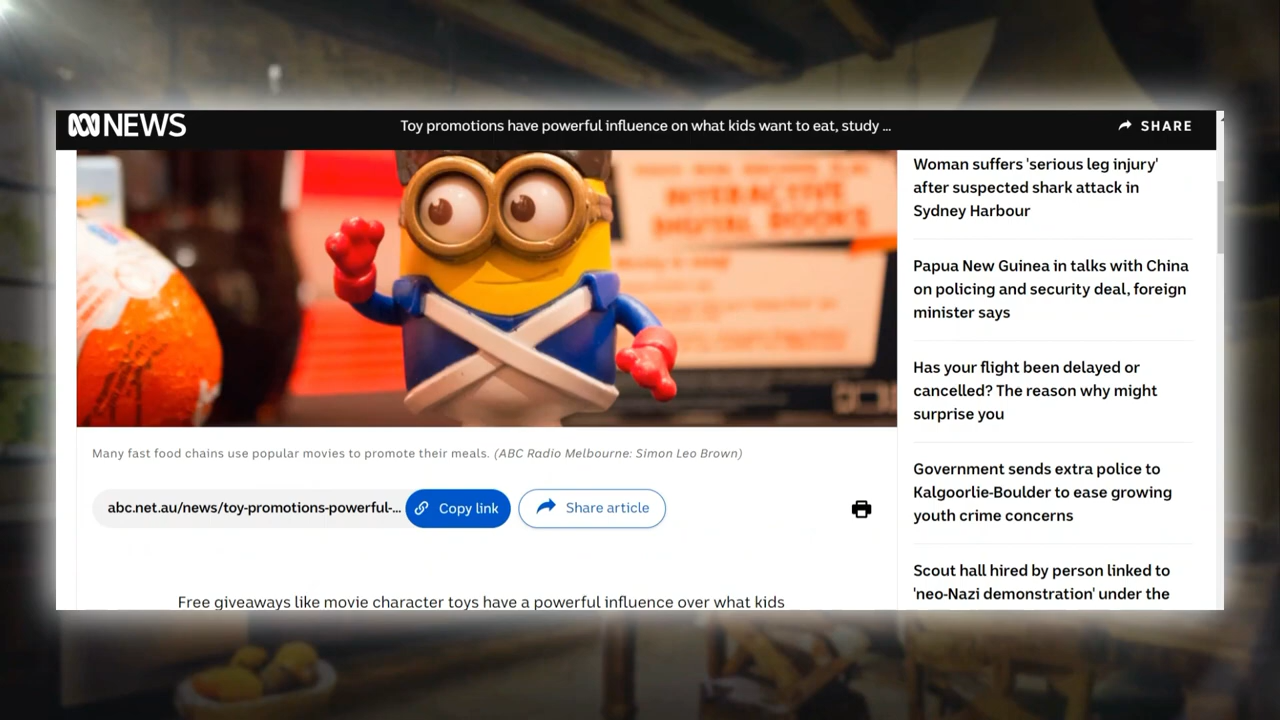 NEWS
Toy promotions have powerful influence on what kids want to eat, study ...
SHARE
INTERACTIVE
DIGITAL BOOKS
Many fast food chains use popular movies to promote their meals. (ABC Radio Melbourne: Simon Leo Brown)
abc.net.au/news/toy-promotions-powerful-...
Copy link
Share article
Free giveaways like movie character toys have a powerful influence over what kids
Woman suffers 'serious leg injury'
after suspected shark attack in
Sydney Harbour
Papua New Guinea in talks with China
on policing and security deal, foreign
minister says
Has your flight been delayed or
cancelled? The reason why might
surprise you
Government sends extra police to
Kalgoorlie-Boulder to ease growing
youth crime concerns
Scout hall hired by person linked to
'neo-Nazi demonstration' under the